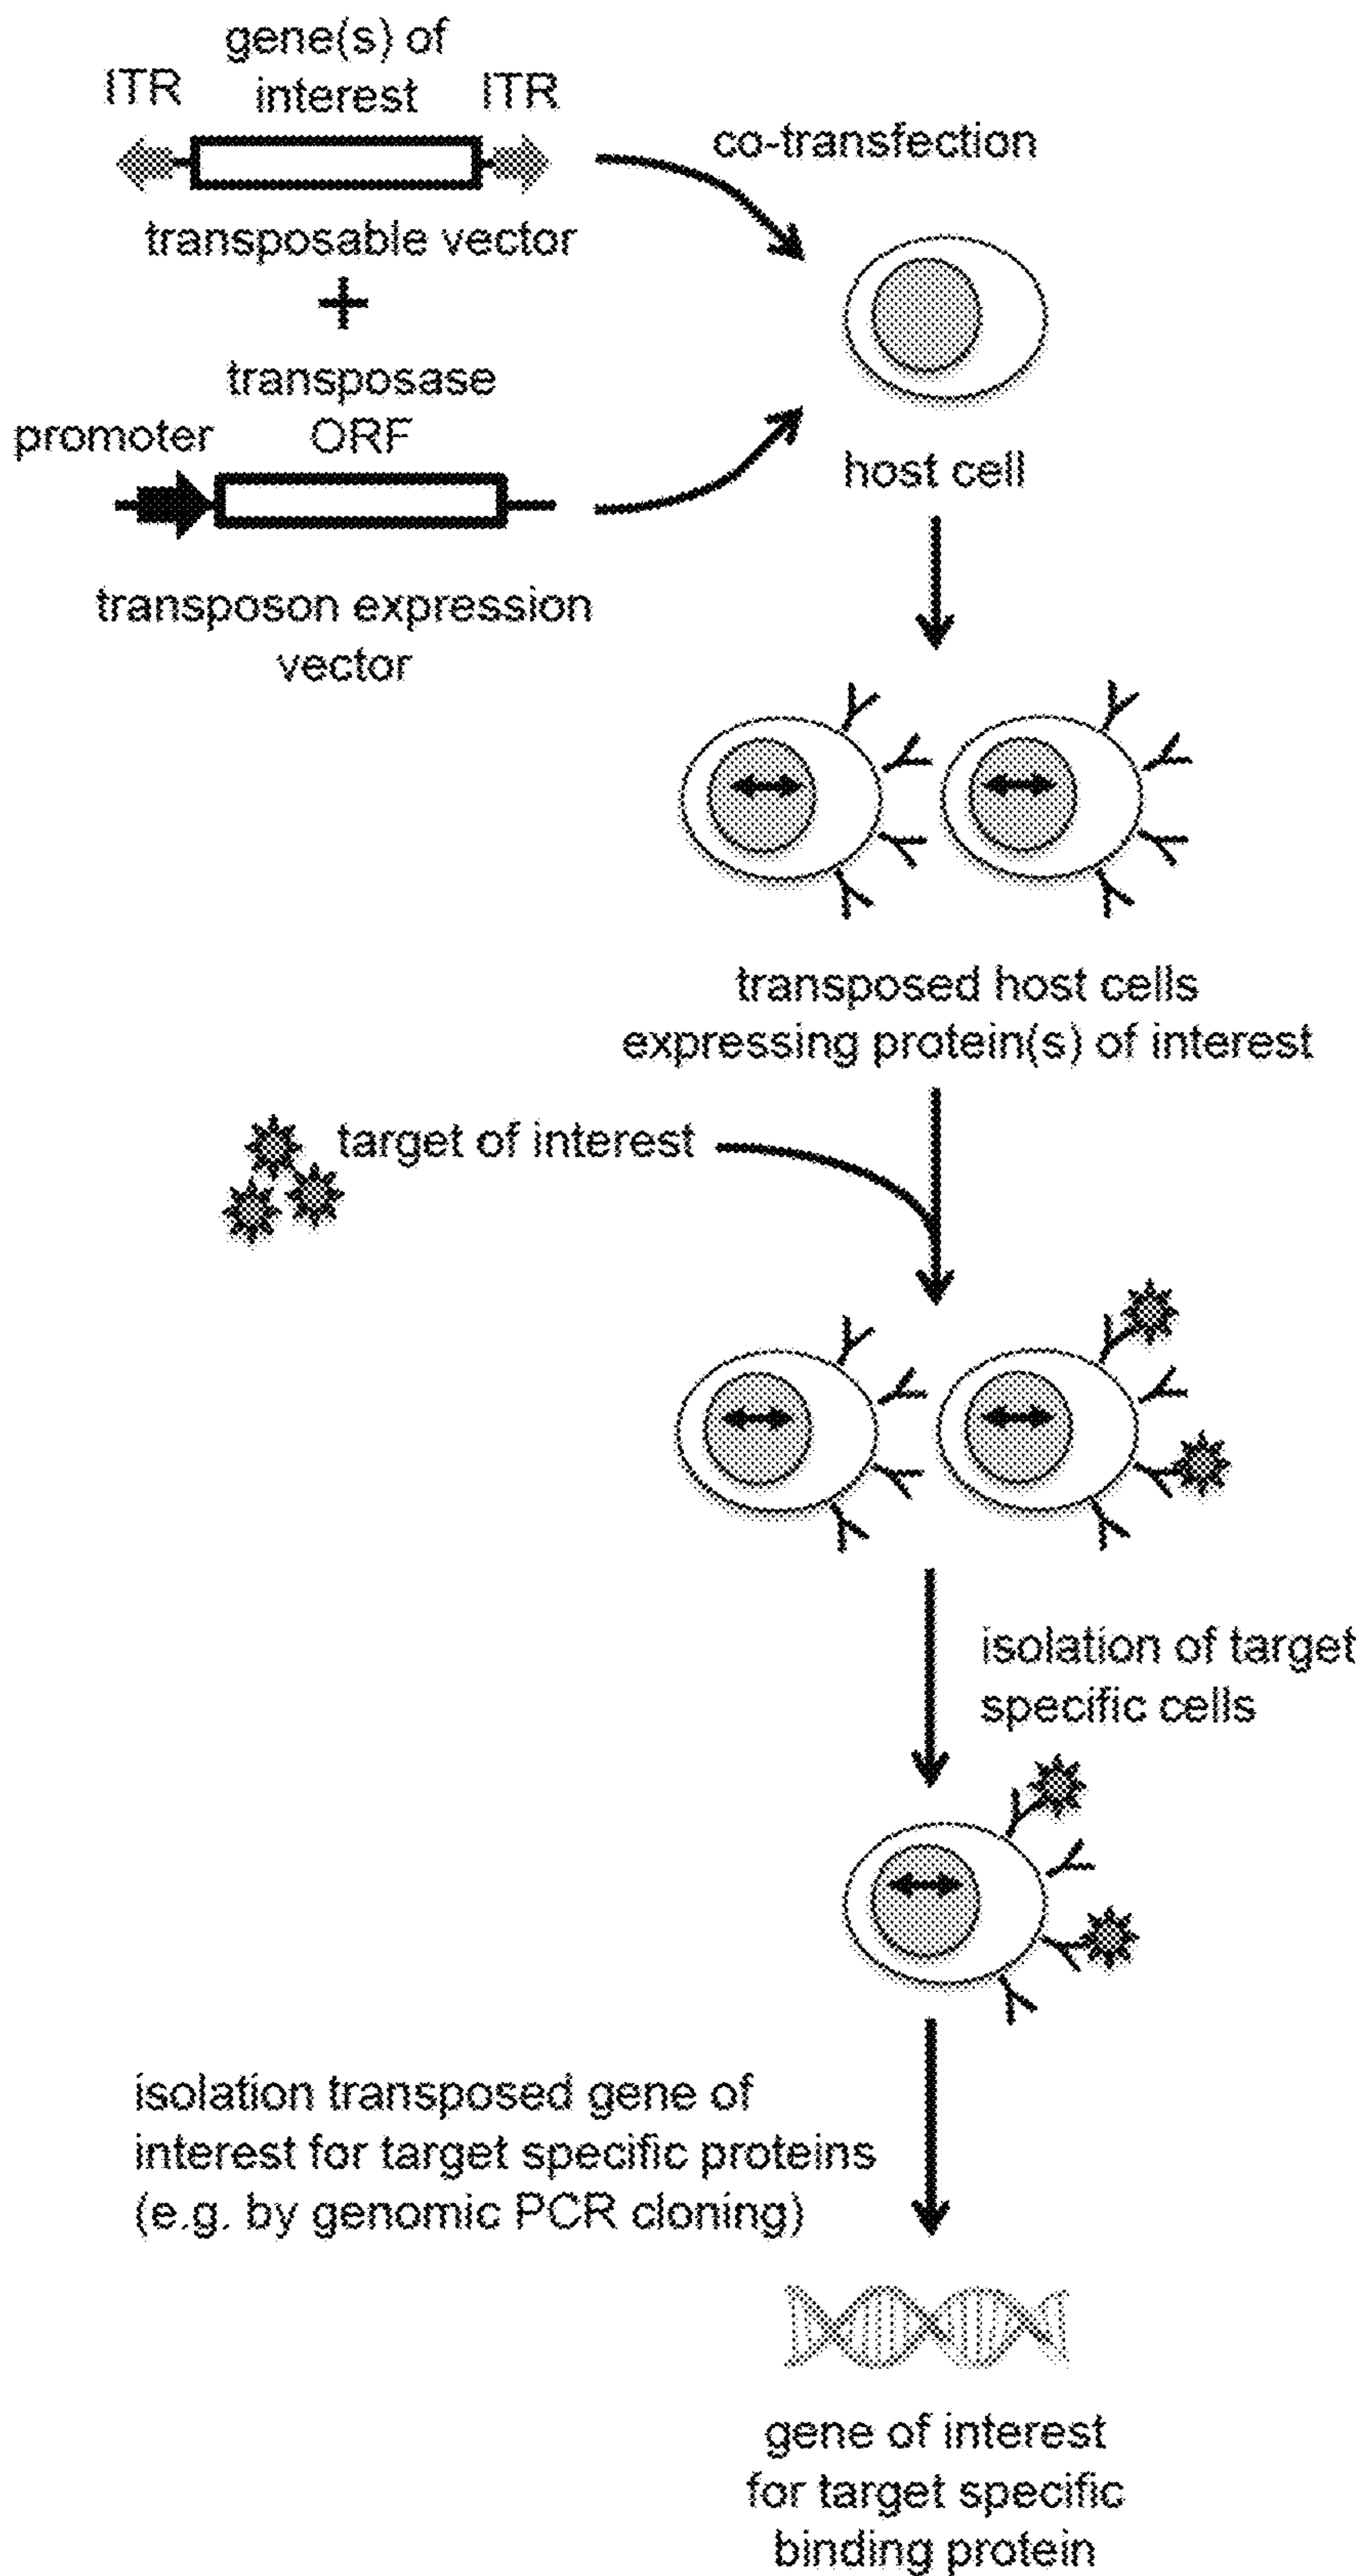 gene(s) of
ITR interest ITR
co-transfection
transposable vector
+
transposase
promoter ORF
host cell
transposon expression
vector
transposed host cells
expressing protein(s) of interest
target of interest
isolation of target
specific cells
isolation transposed gene of
interest for target specific proteins
(e.g. by genomic PCR cloning)
gene of interest
for target specific
binding protein